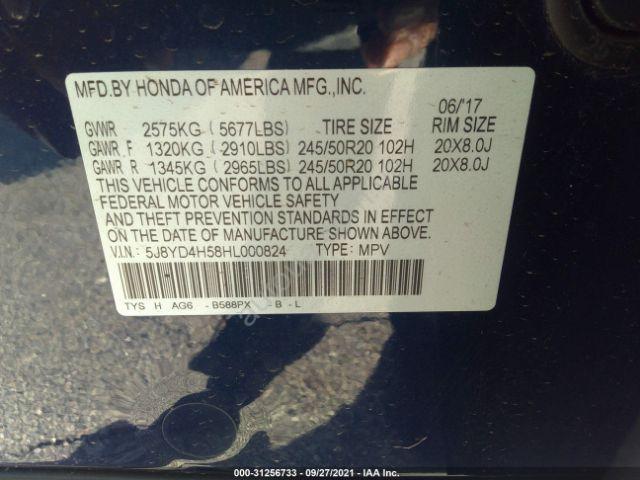 MFD.BY HONDA OF AMERICA MFG.,INC.
06/'17
GVWR 2575KG ( 5677LBS) TIRE SIZE RIM SIZE
GAWR F 1320KG ( 2910LBS) 245/50R20 102H 20X8.0J
GAWR R 1345KG ( 2965LBS) 245/50R20 102H 20X8.0J
THIS VEHICLE CONFORMS TO ALL APPLICABLE
FEDERAL MOTOR VEHICLE SAFETY
AND THEFT PREVENTION STANDARDS IN EFFECT
ON THE DATE OF MANUFACTURE SHOWN ABOVE.
V.I.N.: 5J8YD4H58HL000824 TYPE: MPV
TYS H AG6 - B588PX - B - L
000-31256733 - 09/27/2021 - IAA Inc.